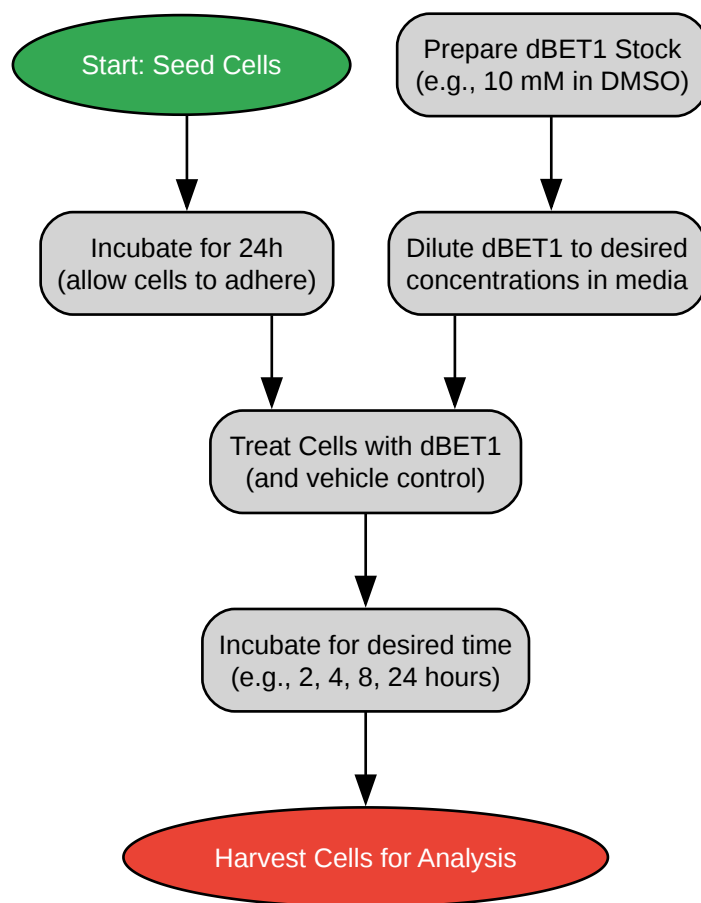 Start: Seed Cells
Prepare dBET1 Stock
(e.g., 10 mM in DMSO)
Incubate for 24h
(allow cells to adhere)
Dilute dBET1 to desired
concentrations in media
Treat Cells with dBET1
(and vehicle control)
Incubate for desired time
(e.g., 2, 4, 8, 24 hours)
Harvest Cells for Analysis